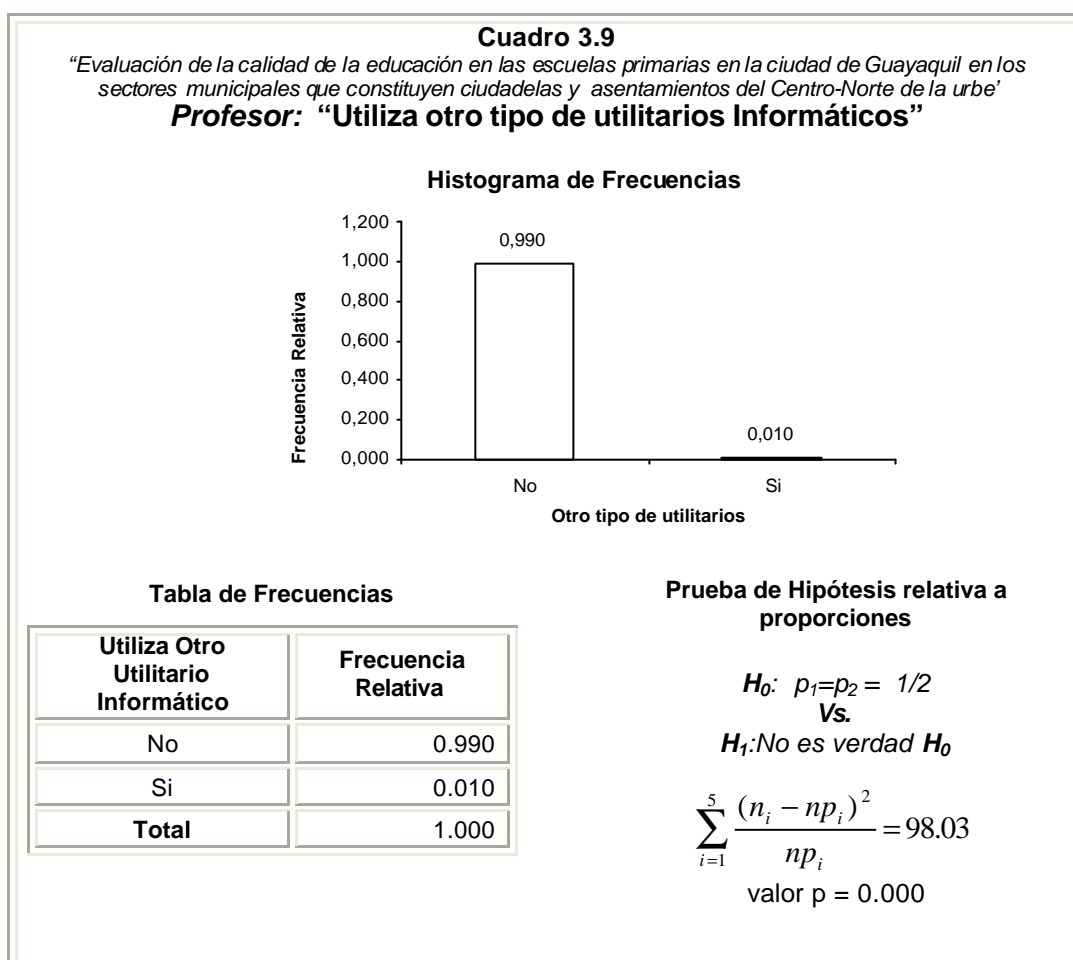 Cuadro 3.9
“Evaluación de la calidad de la educación en las escuelas primarias en la ciudad de Guayaquil en los
sectores municipales que constituyen ciudadelas y asentamientos del Centro-Norte de la urbe’
Profesor: “Utiliza otro tipo de utilitarios Informáticos”
Histograma de Frecuencias
Frecuencia Relativa
1,200
1,000
0,800
0,600
0,400
0,200
0,000
0,990
0,010
No
Si
Otro tipo de utilitarios
Tabla de Frecuencias
Utiliza Otro
Utilitario
Informático
Frecuencia
Relativa
No 0.990
Si 0.010
Total 1.000
Prueba de Hipótesis relativa a
proporciones
H₀: p₁=p₂ = 1/2
Vs.
H₁:No es verdad H₀
∑_{i=1}^{5} (n_i − np_i)² / np_i = 98.03
valor p = 0.000